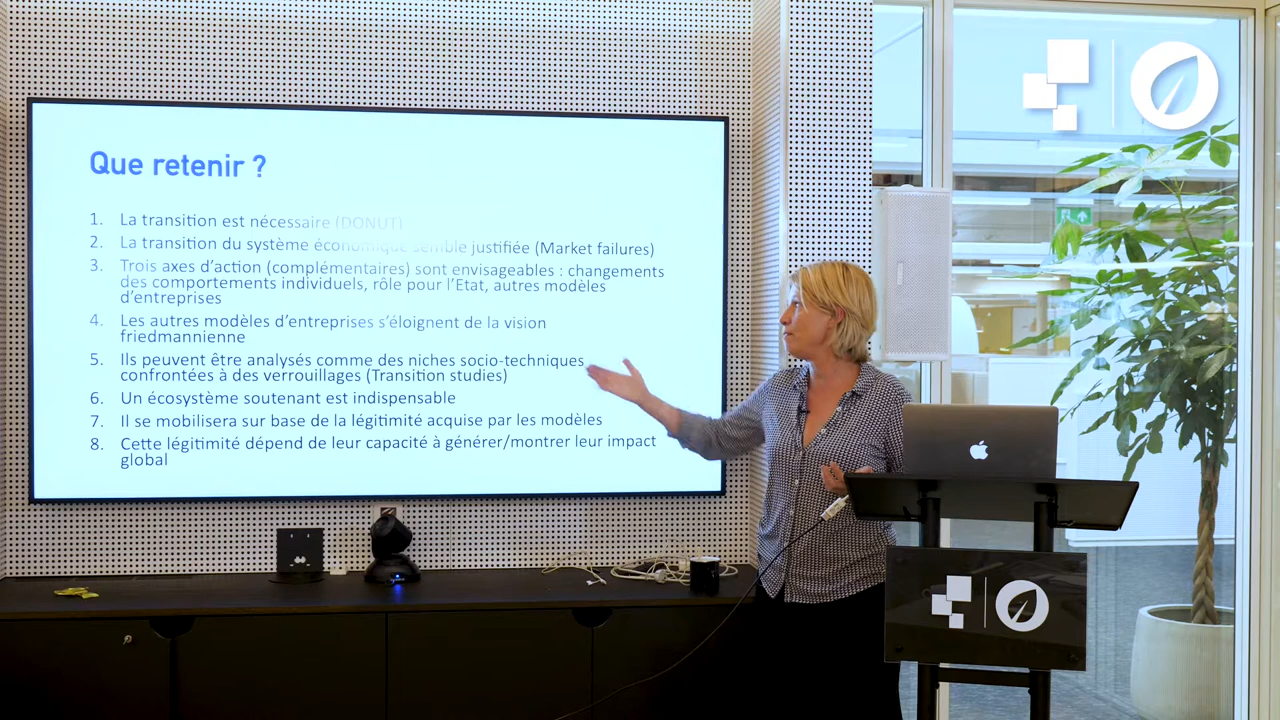 Que retenir ?
1. La transition est nécessaire (DONUT)
2. La transition du système économique semble justifiée (Market failures)
3. Trois axes d'action (complémentaires) sont envisageables : changements
des comportements individuels, rôle pour l'Etat, autres modèles
d'entreprises
4. Les autres modèles d'entreprises s'éloignent de la vision
friedmannienne
5. Ils peuvent être analysés comme des niches socio-techniques
confrontées à des verrouillages (Transition studies)
6. Un écosystème soutenant est indispensable
7. Il se mobilisera sur base de la légitimité acquise par les modèles
8. Cette légitimité dépend de leur capacité à générer/montrer leur impact
global